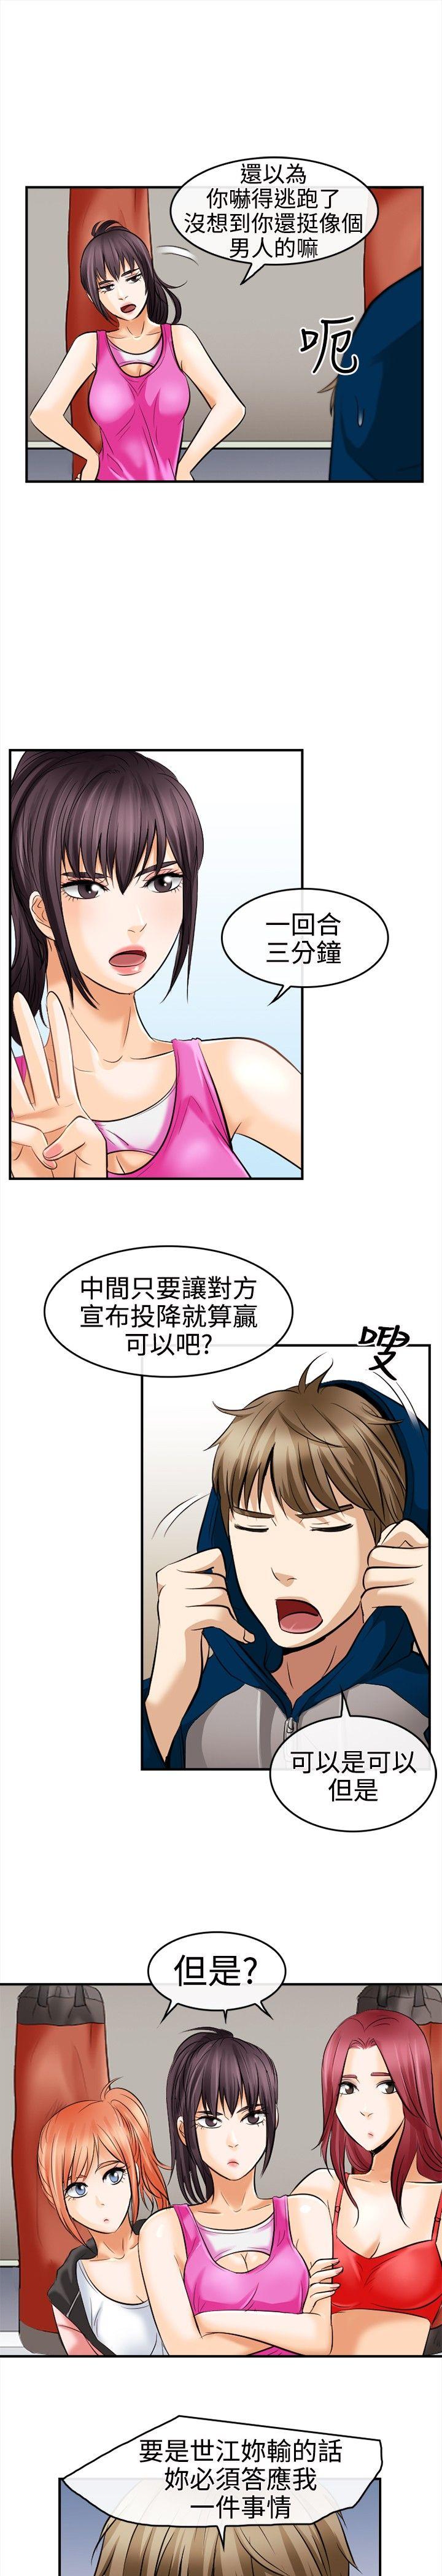 還以為
你嚇得逃跑了
沒想到你還挺像個
男人的嘛
呃
一回合
三分鐘
中間只要讓對方
宣布投降就算贏
可以吧?
嘎
可以是可以
但是
但是?
要是世江妳輸的話
妳必須答應我
一件事情